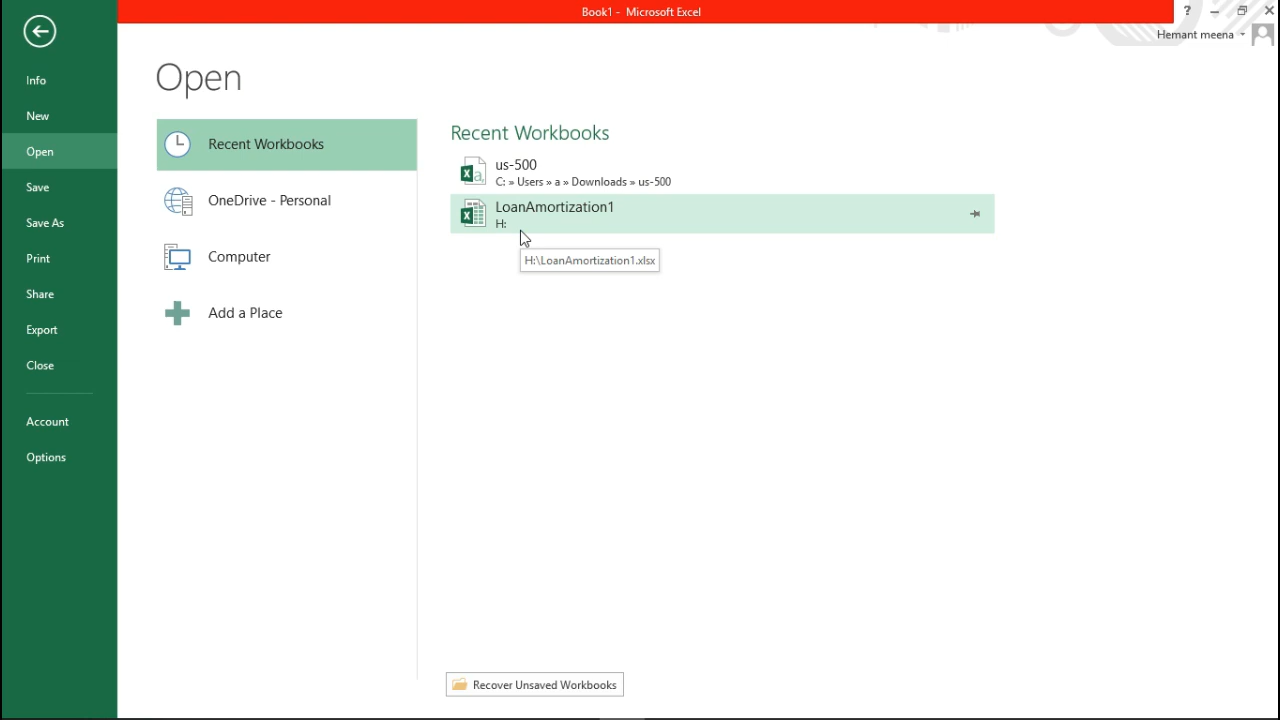 Book1 - Microsoft Excel
?
Hemant meena
Info
New
Open
Save
Save As
Print
Share
Export
Close
Account
Options
Open
Recent Workbooks
OneDrive - Personal
Computer
Add a Place
Recent Workbooks
us-500
C: » Users » a » Downloads » us-500
LoanAmortization1
H:
H:\LoanAmortization1.xlsx
Recover Unsaved Workbooks